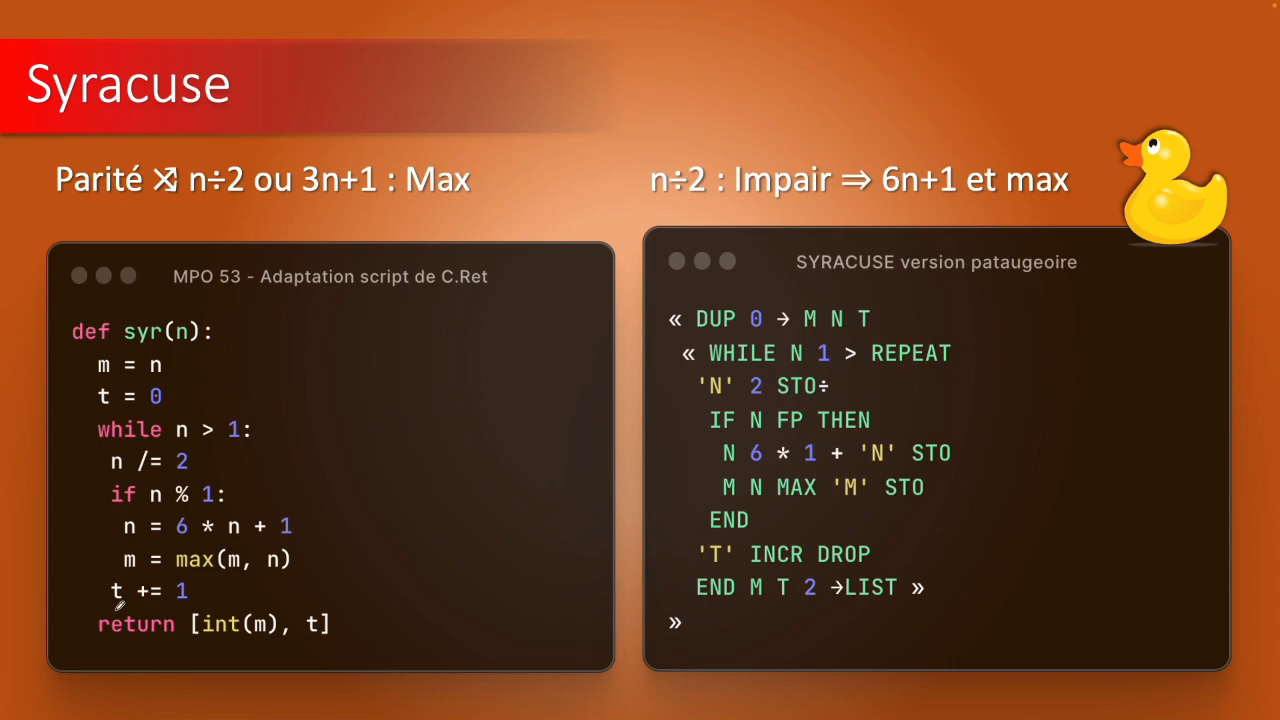 Syracuse
Parité ⤨ n÷2 ou 3n+1 : Max
MPO 53 - Adaptation script de C.Ret
def syr(n):
  m = n
  t = 0
  while n > 1:
   n /= 2
   if n % 1:
    n = 6 * n + 1
    m = max(m, n)
   t += 1
  return [int(m), t]
n÷2 : Impair ⇒ 6n+1 et max
SYRACUSE version pataugeoire
« DUP 0 → M N T
 « WHILE N 1 > REPEAT
  'N' 2 STO÷
   IF N FP THEN
    N 6 * 1 + 'N' STO
    M N MAX 'M' STO
   END
  'T' INCR DROP
  END M T 2 →LIST »
»